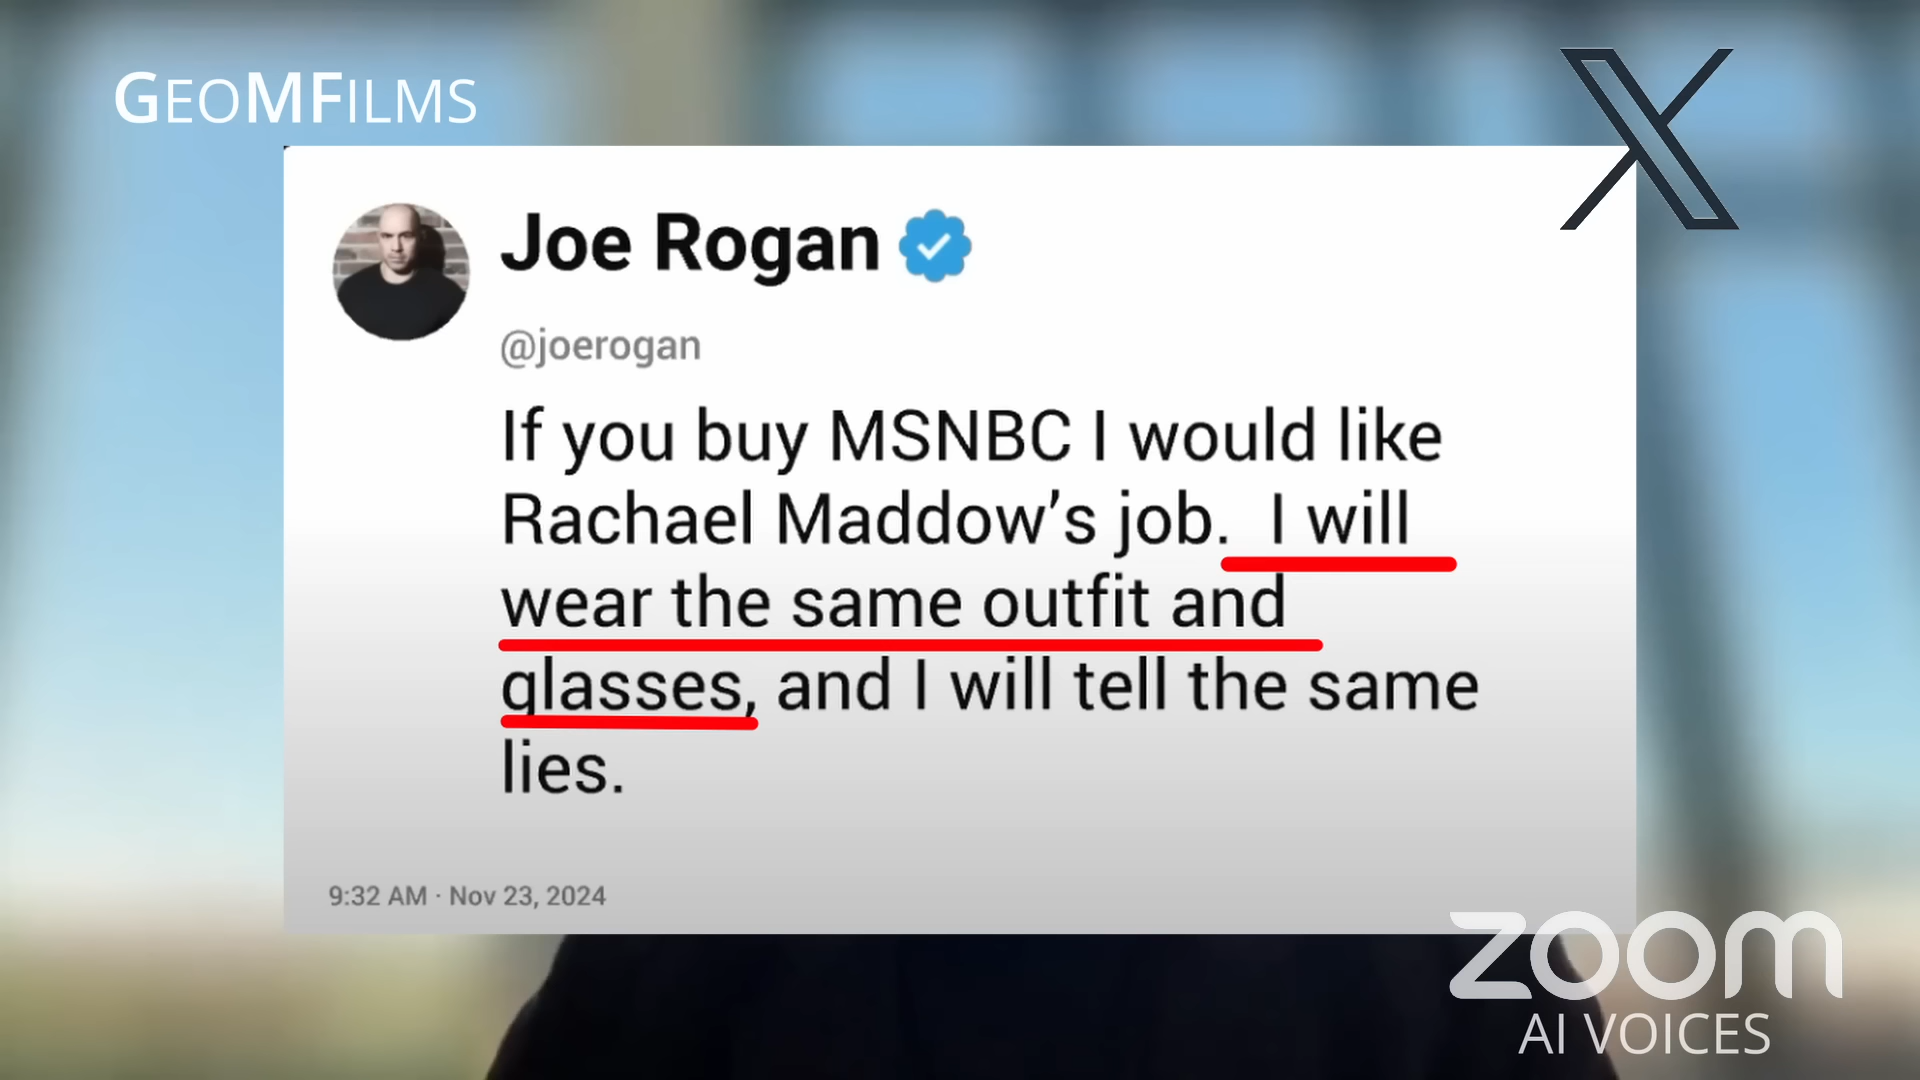 GEOMFILMS
X
Joe Rogan
@joerogan
If you buy MSNBC I would like
Rachael Maddow’s job.  I will
wear the same outfit and
glasses, and I will tell the same
lies.
9:32 AM · Nov 23, 2024
zoom
AI VOICES